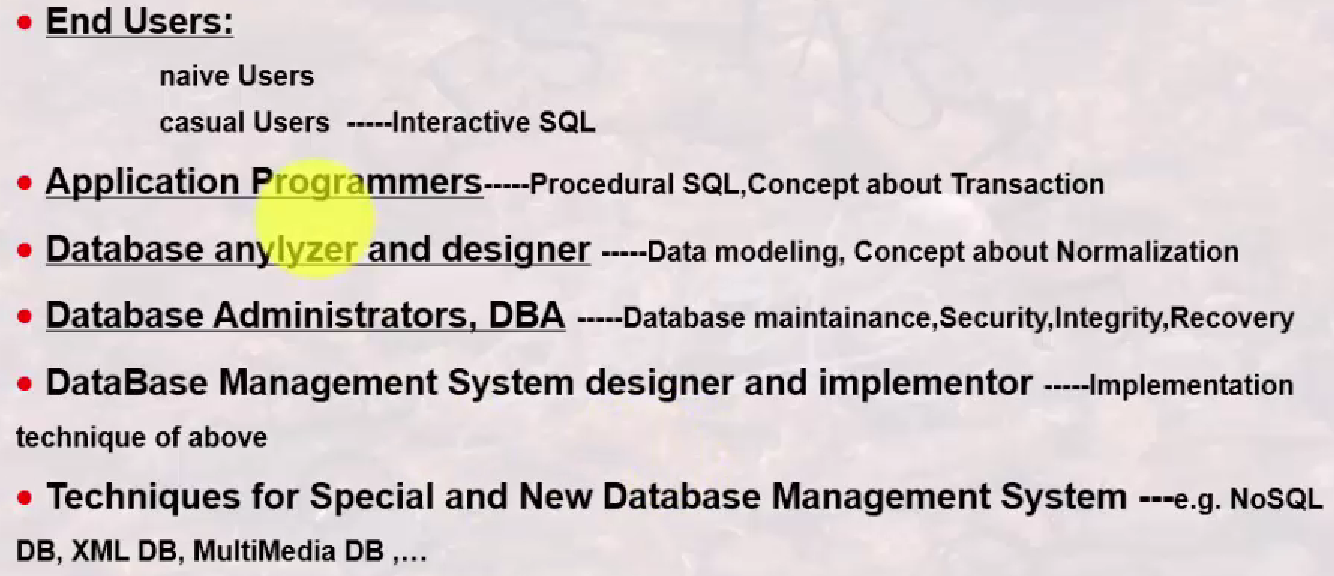 • End Users:
naive Users
casual Users -----Interactive SQL
• Application Programmers-----Procedural SQL,Concept about Transaction
• Database anylyzer and designer -----Data modeling, Concept about Normalization
• Database Administrators, DBA -----Database maintainance,Security,Integrity,Recovery
• DataBase Management System designer and implementor -----Implementation
technique of above
• Techniques for Special and New Database Management System ---e.g. NoSQL
DB, XML DB, MultiMedia DB ,...